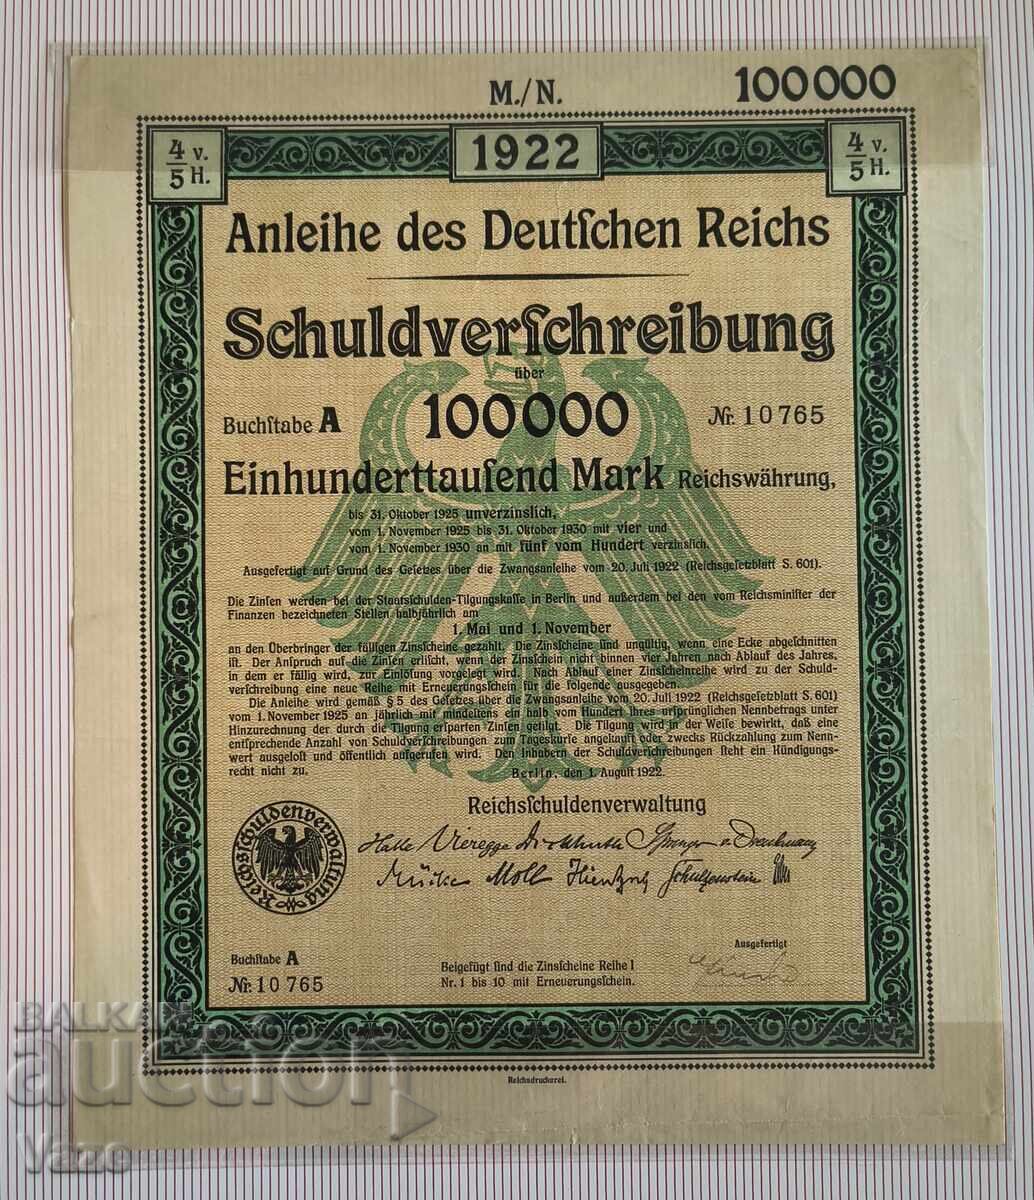 M./N. 100000
4/5 v. H. 1922 4/5 v. H.
Anleihe des Deutſchen Reichs
Schuldverſchreibung
über
Buchſtabe A 100000 Nr. 10765
Einhunderttauſend Mark Reichswährung,
bis 31. Oktober 1925 unverzinslich,
vom 1. November 1925 bis 31. Oktober 1930 mit vier und
vom 1. November 1930 an mit fünf vom Hundert verzinslich.
Ausgefertigt auf Grund des Geſetzes über die Zwangsanleihe vom 20. Juli 1922 (Reichsgeſetzblatt S. 601).
Die Zinſen werden bei der Staatsſchulden-Tilgungskaſſe in Berlin und außerdem bei den vom Reichsminiſter der
Finanzen bezeichneten Stellen halbjährlich am
1. Mai und 1. November
an den Überbringer der fälligen Zinsſcheine gezahlt. Die Zinsſcheine ſind ungültig, wenn eine Ecke abgeſchnitten
iſt. Der Anſpruch auf die Zinſen erliſcht, wenn der Zinsſchein nicht binnen vier Jahren nach Ablauf des Jahres,
in dem er fällig wird, zur Einlöſung vorgelegt wird. Nach Ablauf einer Zinsſcheinreihe wird zu der Schuld-
verſchreibung eine neue Reihe mit Erneuerungsſchein für die folgende ausgegeben.
Die Anleihe wird gemäß § 5 des Geſetzes über die Zwangsanleihe vom 20. Juli 1922 (Reichsgeſetzblatt S. 601)
vom 1. November 1925 an jährlich mit mindeſtens ein halb vom Hundert ihres urſprünglichen Nennbetrags unter
Hinzurechnung der durch die Tilgung erſparten Zinſen getilgt. Die Tilgung wird in der Weiſe bewirkt, daß eine
entſprechende Anzahl von Schuldverſchreibungen zum Tageskurſe angekauft oder zwecks Rückzahlung zum Nenn-
wert ausgeloſt und öffentlich aufgerufen wird. Den Inhabern der Schuldverſchreibungen ſteht ein Kündigungs-
recht nicht zu. Berlin, den 1. Auguſt 1922.
Reichsſchuldenverwaltung
Reichsſchuldenverwaltung
Halle Vieregge Springer
Mücke Moll Schulzenstein
Buchſtabe A
Nr. 10765
Beigefügt ſind die Zinsſcheine Reihe I
Nr. 1 bis 10 mit Erneuerungsſchein.
Ausgefertigt
Reichsdruckerei.
BALKAN
auction
Vazo